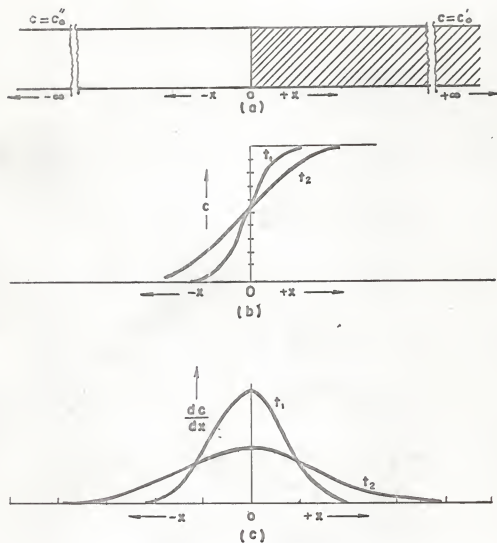 C=C₀″ C=C₀′
-∞ -X 0 +X +∞
(a)
C t₁
t₂
-X 0 +X
(b)
dc/dx t₁
t₂
-X 0 +X
(c)